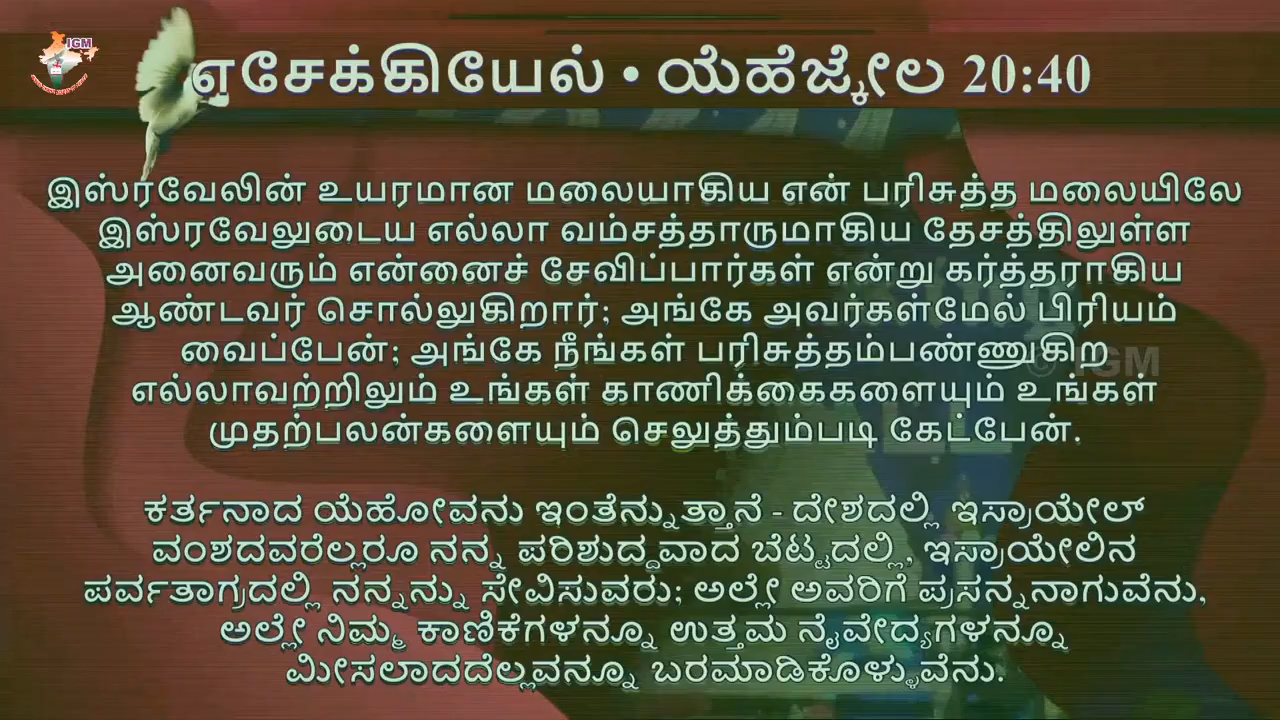 IGM
ஏசேக்கியேல் • ಯೆಹೆಜ್ಕೇಲ 20:40
இஸ்ரவேலின் உயரமான மலையாகிய என் பரிசுத்த மலையிலே
இஸ்ரவேலுடைய எல்லா வம்சத்தாருமாகிய தேசத்திலுள்ள
அனைவரும் என்னைச் சேவிப்பார்கள் என்று கர்த்தராகிய
ஆண்டவர் சொல்லுகிறார்; அங்கே அவர்கள்மேல் பிரியம்
வைப்பேன்; அங்கே நீங்கள் பரிசுத்தம்பண்ணுகிற
© IGM
எல்லாவற்றிலும் உங்கள் காணிக்கைகளையும் உங்கள்
முதற்பலன்களையும் செலுத்தும்படி கேட்பேன்.
ಕರ್ತನಾದ ಯೆಹೋವನು ಇಂತೆನ್ನುತ್ತಾನೆ - ದೇಶದಲ್ಲಿ ಇಸ್ರಾಯೇಲ್
ವಂಶದವರೆಲ್ಲರೂ ನನ್ನ ಪರಿಶುದ್ಧವಾದ ಬೆಟ್ಟದಲ್ಲಿ, ಇಸ್ರಾಯೇಲಿನ
ಪರ್ವತಾಗ್ರದಲ್ಲಿ ನನ್ನನ್ನು ಸೇವಿಸುವರು; ಅಲ್ಲೇ ಅವರಿಗೆ ಪ್ರಸನ್ನನಾಗುವೆನು,
ಅಲ್ಲೇ ನಿಮ್ಮ ಕಾಣಿಕೆಗಳನ್ನೂ ಉತ್ತಮ ನೈವೇದ್ಯಗಳನ್ನೂ
ಮೀಸಲಾದದೆಲ್ಲವನ್ನೂ ಬರಮಾಡಿಕೊಳ್ಳುವೆನು.